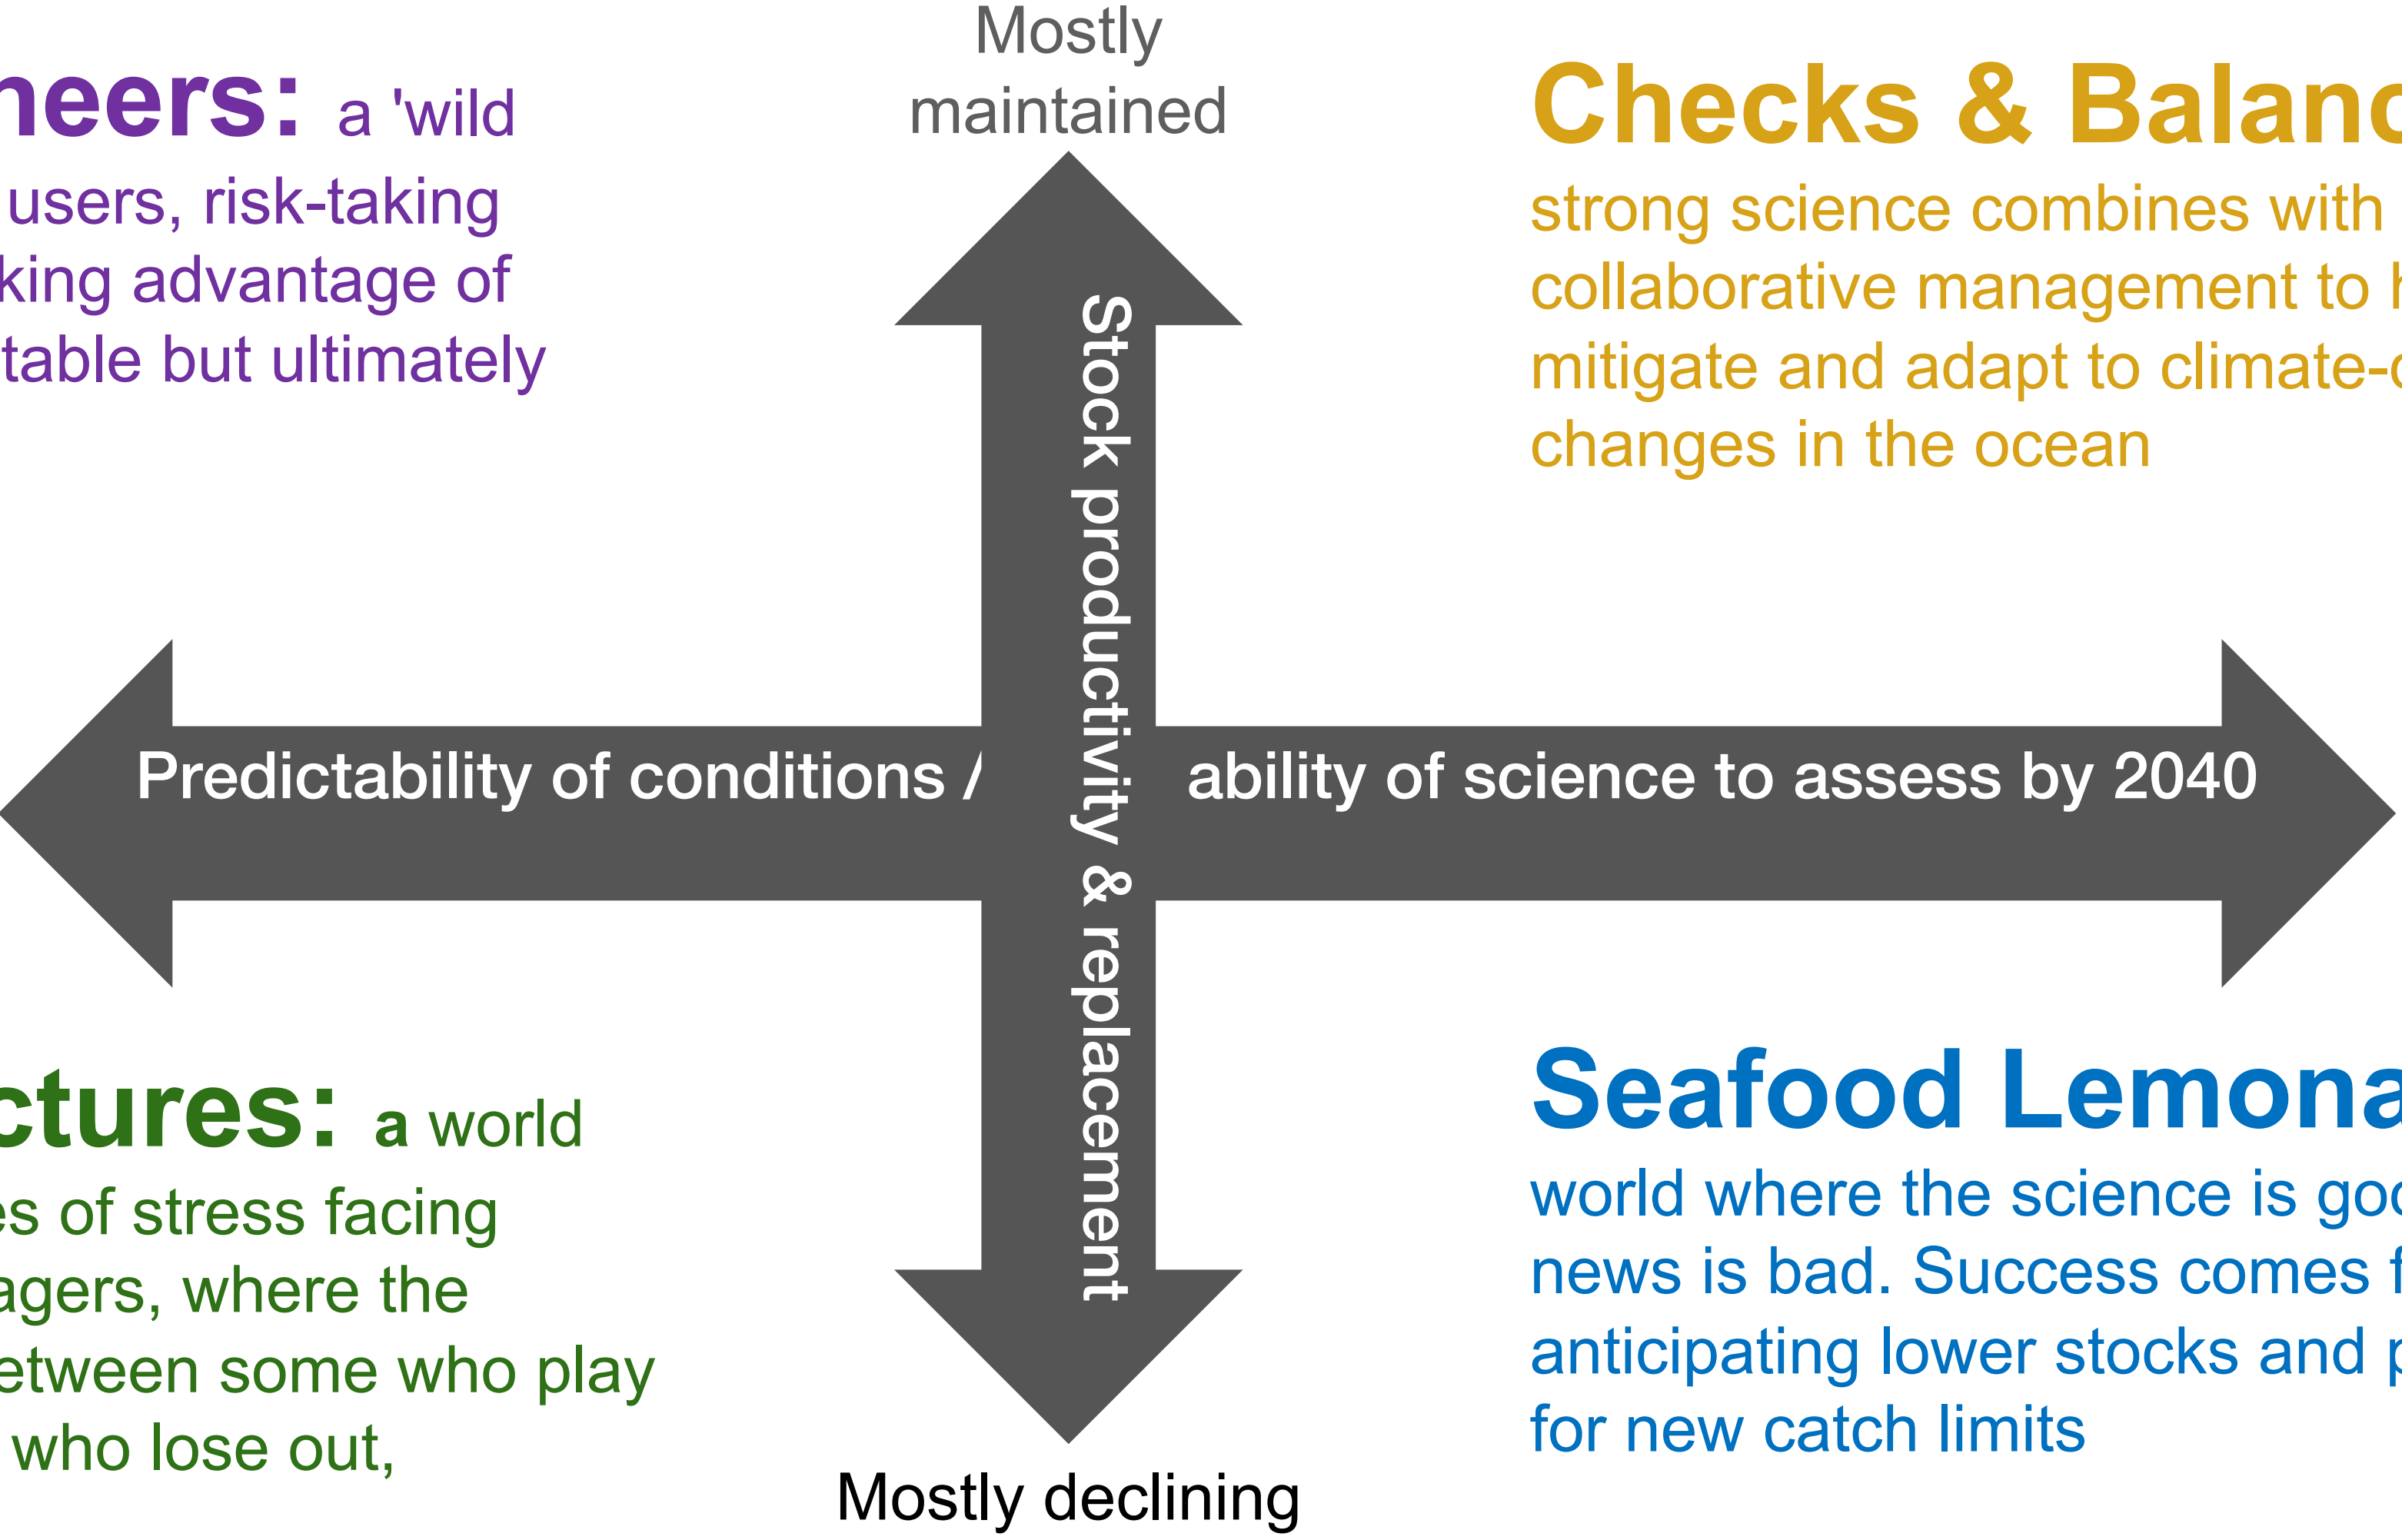 Mostly
maintained
neers: a 'wild
users, risk-taking
king advantage of
table but ultimately
Checks & Balanc
strong science combines with
collaborative management to h
mitigate and adapt to climate-
changes in the ocean
Stock productivity & replacement
Predictability of conditions / ability of science to assess by 2040
ctures: a world
es of stress facing
agers, where the
etween some who play
who lose out,
Seafood Lemona
world where the science is goo
news is bad. Success comes f
anticipating lower stocks and p
for new catch limits
Mostly declining